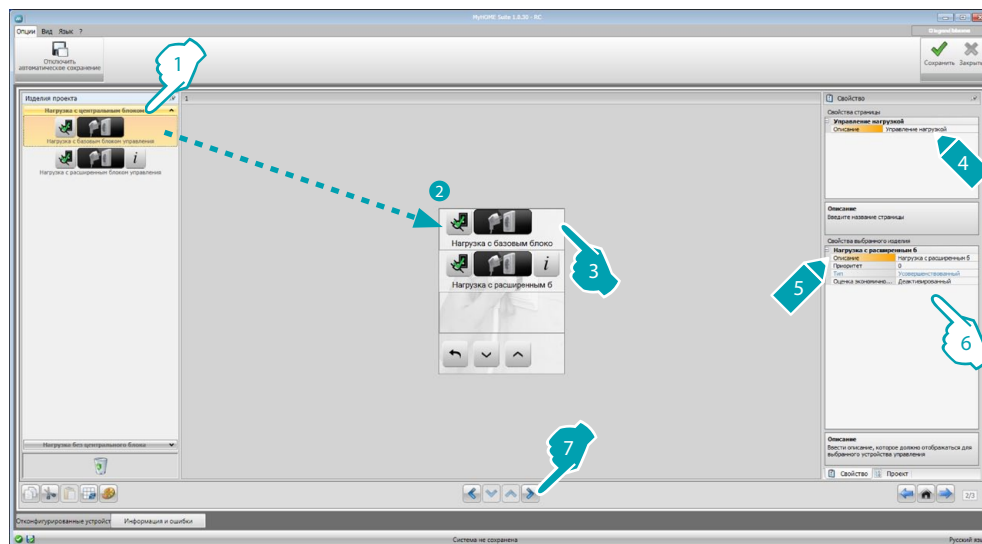 MyHOME Suite 1.0.30 - RC
Опции Вид Язык ?
Отключить
автоматическое сохранение
Сохранить Закрыть
1
Изделия проекта
1
Свойство
Нагрузка с центральным блоком
Нагрузка с базовым блоком управления
Нагрузка с расширенным блоком управления
i
2
Нагрузка с базовым блоко
3
i
Нагрузка с расширенным б
Свойства страницы
Управление нагрузкой
Описание Управление нагрузкой
4
Описание
Введите название страницы
Свойства выбранного изделия
Нагрузка с расширенным б
Описание Нагрузка с расширенным б
Приоритет 0
Тип Усовершенствованный
Оценка экономично... Деактивированный
5
6
Нагрузка без центрального блока
7
Описание
Ввести описание, которое должно отображаться для
выбранного устройства управления
Свойство Проект
2/3
Отконфигурированные устройст Информация и ошибки
Система не сохранена
Русский язы